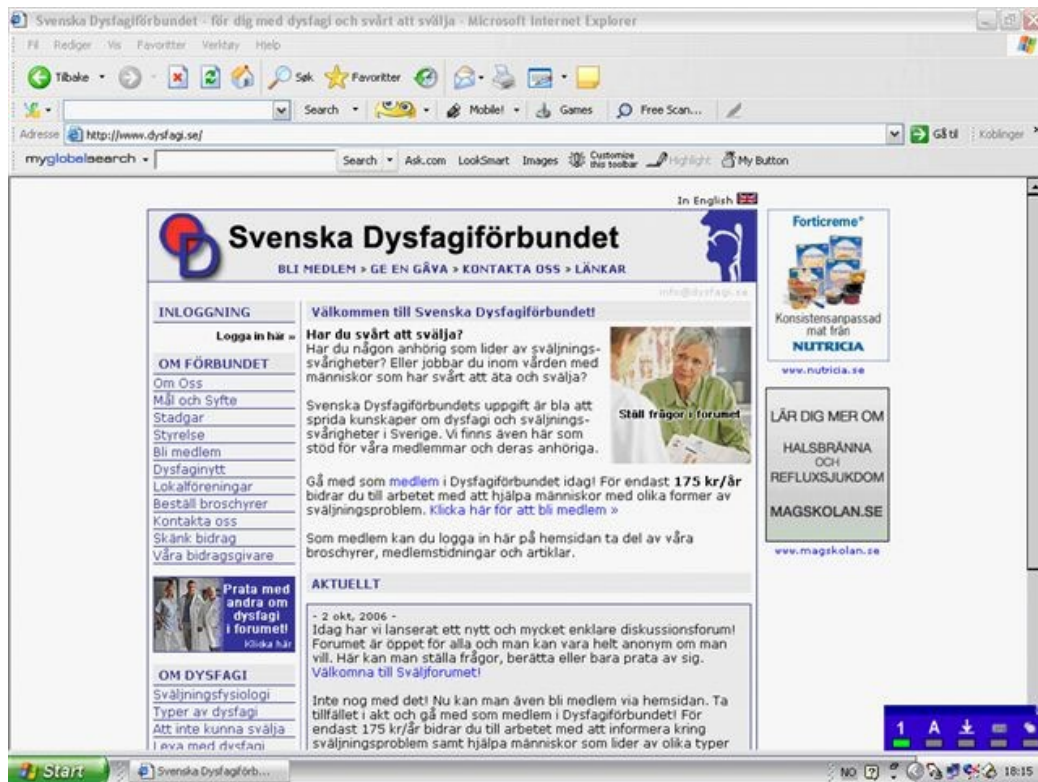 Svenska Dysfagiförbundet - för dig med dysfagi och svårt att svälja - Microsoft Internet Explorer
Fil Rediger Vis Favoritter Verktøy Hjelp
Tilbake Søk Favoritter
Search Mobile! Games Free Scan...
Adresse http://www.dysfagi.se/ Gå til Koblinger
myglobalsearch Search Ask.com LookSmart Images Customize this toolbar Highlight My Button
In English
Svenska Dysfagiförbundet
BLI MEDLEM » GE EN GÅVA » KONTAKTA OSS » LÄNKAR
info@dysfagi.se
INLOGGNING
Logga in här »
OM FÖRBUNDET
Om Oss
Mål och Syfte
Stadgar
Styrelse
Bli medlem
Dysfaginytt
Lokalföreningar
Beställ broschyrer
Kontakta oss
Skänk bidrag
Våra bidragsgivare
Prata med
andra om
dysfagi
i forumet!
Klicka här
OM DYSFAGI
Sväljningsfysiologi
Typer av dysfagi
Att inte kunna svälja
Leva med dysfagi
Välkommen till Svenska Dysfagiförbundet!
Har du svårt att svälja?
Har du någon anhörig som lider av sväljnings-
svårigheter? Eller jobbar du inom vården med
människor som har svårt att äta och svälja?
Svenska Dysfagiförbundets uppgift är bla att
sprida kunskaper om dysfagi och sväljnings-
svårigheter i Sverige. Vi finns även här som
stöd för våra medlemmar och deras anhöriga.
Ställ frågor i forumet
Gå med som medlem i Dysfagiförbundet idag! För endast 175 kr/år
bidrar du till arbetet med att hjälpa människor med olika former av
sväljningsproblem. Klicka här för att bli medlem »
Som medlem kan du logga in här på hemsidan ta del av våra
broschyrer, medlemstidningar och artiklar.
AKTUELLT
- 2 okt, 2006 -
Idag har vi lanserat ett nytt och mycket enklare diskussionsforum!
Forumet är öppet för alla och man kan vara helt anonym om man
vill. Här kan man ställa frågor, berätta eller bara prata av sig.
Välkomna till Sväljforumet!
Inte nog med det! Nu kan man även bli medlem via hemsidan. Ta
tillfället i akt och gå med som medlem i Dysfagiförbundet! För
endast 175 kr/år bidrar du till arbetet med att informera kring
sväljningsproblem samt hjälpa människor som lider av olika typer
Forticreme®
Konsistensanpassad
mat från
NUTRICIA
www.nutricia.se
LÄR DIG MER OM
HALSBRÄNNA
OCH
REFLUXSJUKDOM
MAGSKOLAN.SE
www.magskolan.se
1 A
Start Svenska Dysfagiförb... NO 18:15